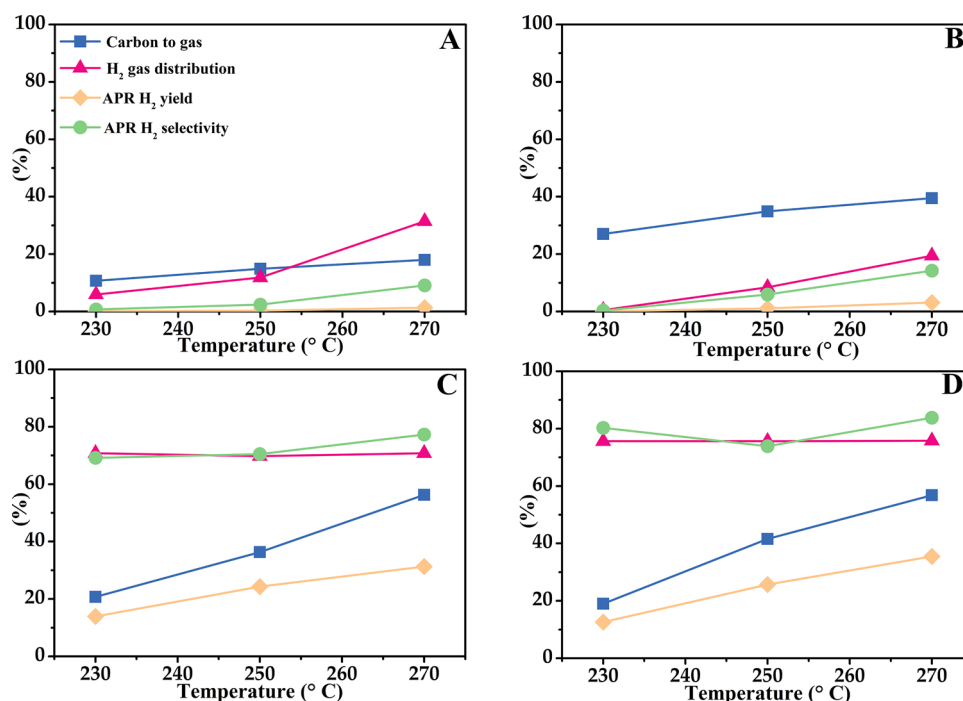 A
100
80
60
40
20
0
(%)
Carbon to gas
H₂ gas distribution
APR H₂ yield
APR H₂ selectivity
230 240 250 260 270
Temperature (° C)
B
100
80
60
40
20
0
(%)
230 240 250 260 270
Temperature (° C)
C
100
80
60
40
20
0
(%)
230 240 250 260 270
Temperature (° C)
D
100
80
60
40
20
0
(%)
230 240 250 260 270
Temperature (° C)